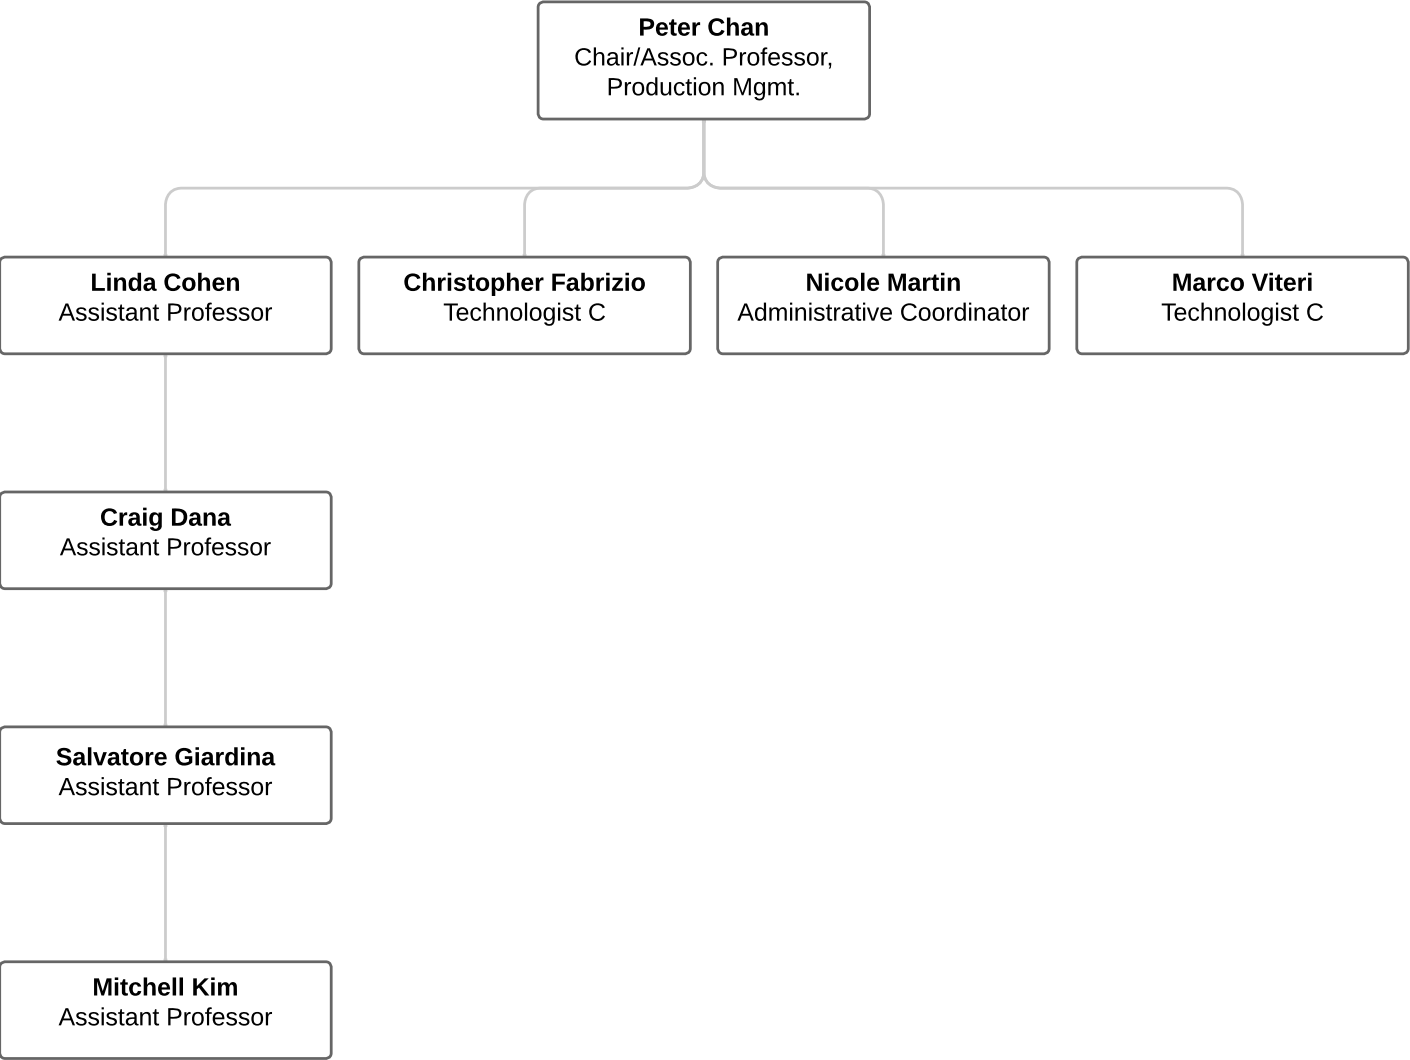 Peter Chan
Chair/Assoc. Professor,
Production Mgmt.
Linda Cohen
Assistant Professor
Christopher Fabrizio
Technologist C
Nicole Martin
Administrative Coordinator
Marco Viteri
Technologist C
Craig Dana
Assistant Professor
Salvatore Giardina
Assistant Professor
Mitchell Kim
Assistant Professor